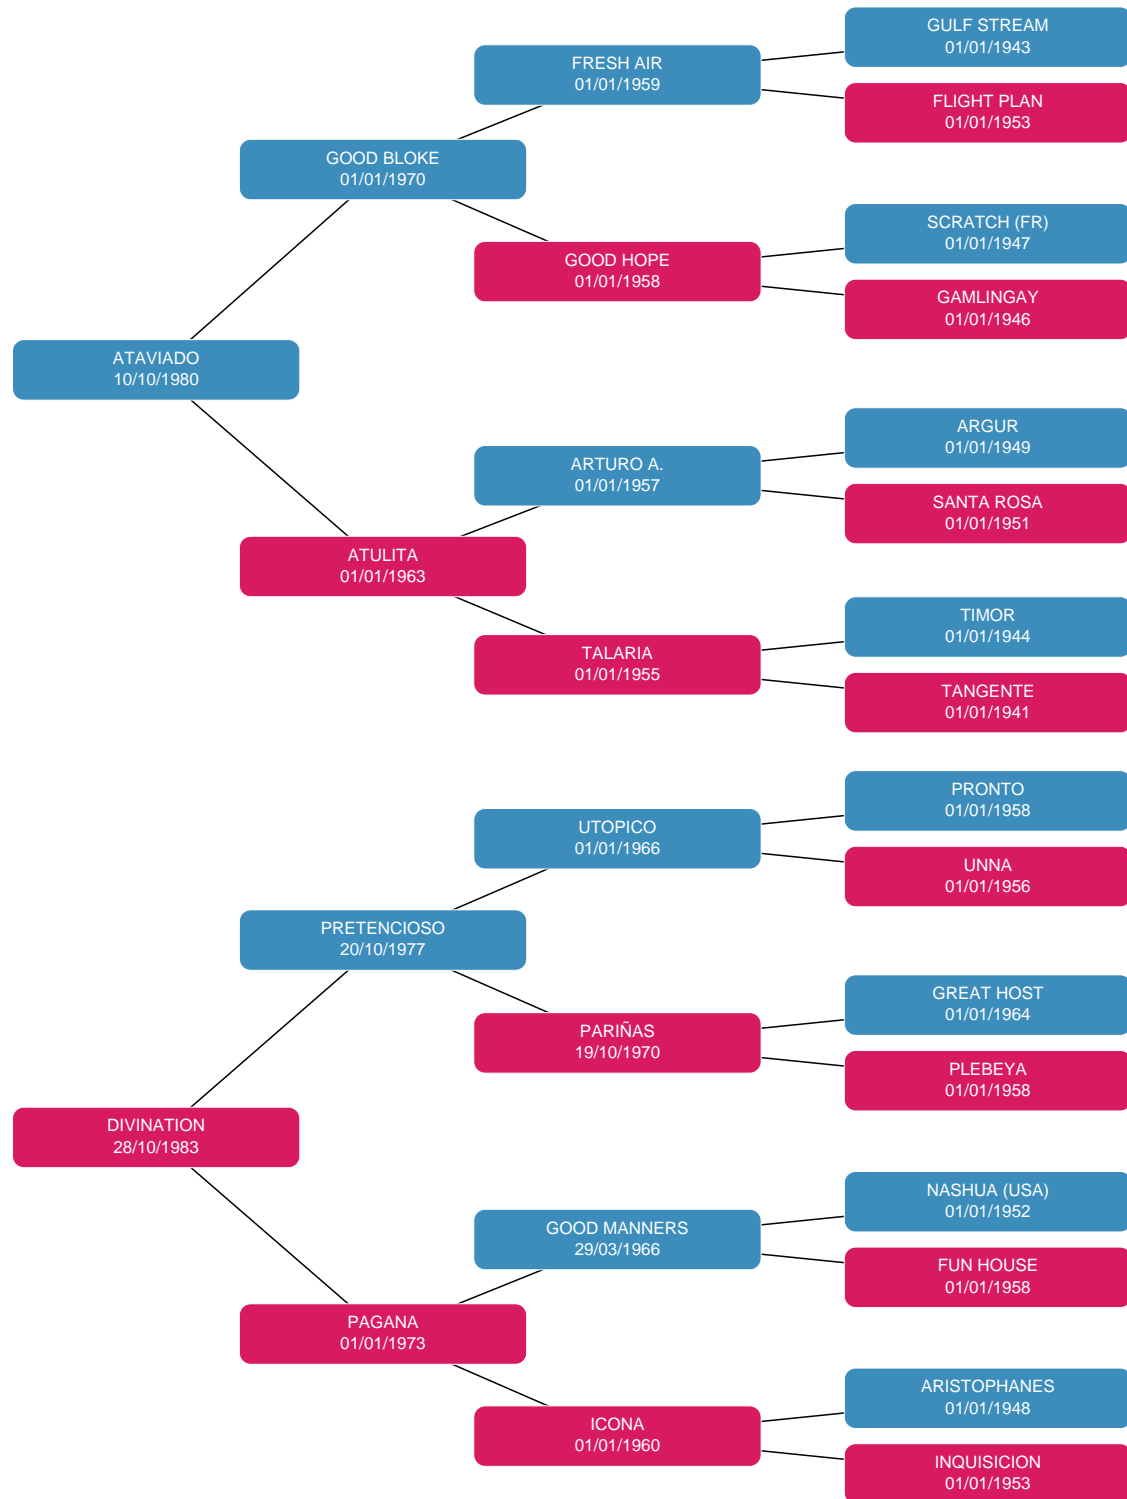 GULF STREAM
01/01/1943
FRESH AIR
01/01/1959
FLIGHT PLAN
01/01/1953
GOOD BLOKE
01/01/1970
SCRATCH (FR)
01/01/1947
GOOD HOPE
01/01/1958
GAMLINGAY
01/01/1946
ATAVIADO
10/10/1980
ARGUR
01/01/1949
ARTURO A.
01/01/1957
SANTA ROSA
01/01/1951
ATULITA
01/01/1963
TIMOR
01/01/1944
TALARIA
01/01/1955
TANGENTE
01/01/1941
PRONTO
01/01/1958
UTOPICO
01/01/1966
UNNA
01/01/1956
PRETENCIOSO
20/10/1977
GREAT HOST
01/01/1964
PARIÑAS
19/10/1970
PLEBEYA
01/01/1958
DIVINATION
28/10/1983
NASHUA (USA)
01/01/1952
GOOD MANNERS
29/03/1966
FUN HOUSE
01/01/1958
PAGANA
01/01/1973
ARISTOPHANES
01/01/1948
ICONA
01/01/1960
INQUISICION
01/01/1953